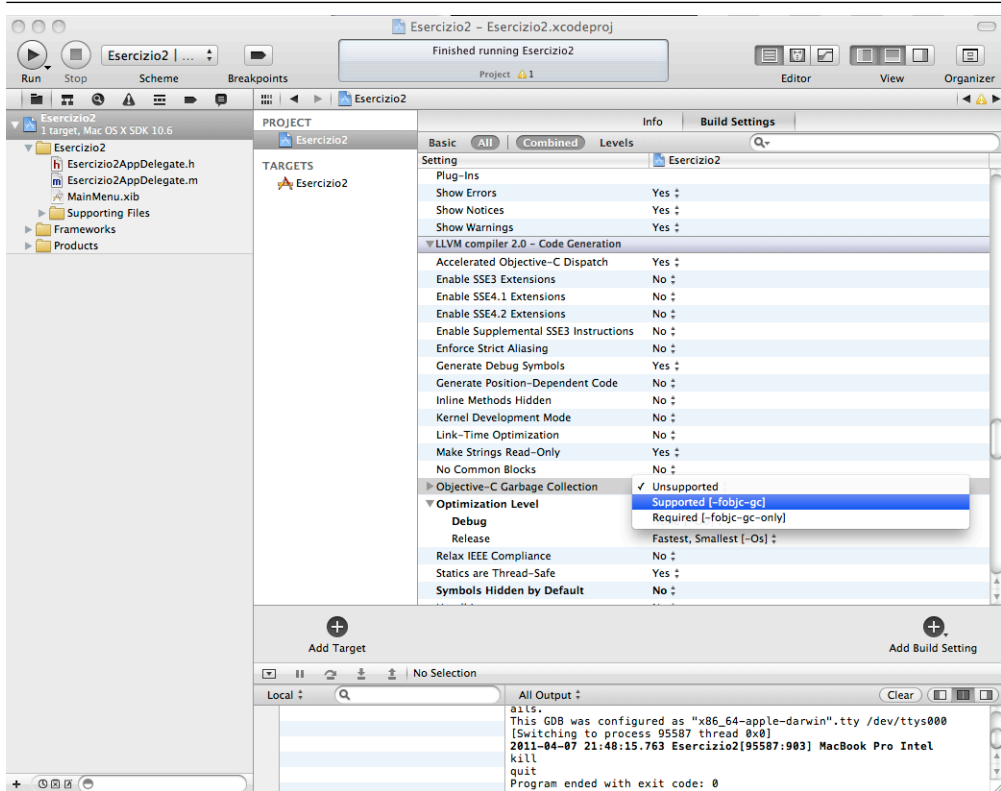 Esercizio2 – Esercizio2.xcodeproj
Esercizio2 | ...
Finished running Esercizio2
Project 1
Run Stop Scheme Breakpoints Editor View Organizer
Esercizio2
Esercizio2
1 target, Mac OS X SDK 10.6
Esercizio2
h Esercizio2AppDelegate.h
m Esercizio2AppDelegate.m
MainMenu.xib
Supporting Files
Frameworks
Products
PROJECT
Esercizio2
TARGETS
Esercizio2
Info Build Settings
Basic All Combined Levels
Setting Esercizio2
Plug-Ins
Show Errors Yes
Show Notices Yes
Show Warnings Yes
LLVM compiler 2.0 – Code Generation
Accelerated Objective-C Dispatch Yes
Enable SSE3 Extensions No
Enable SSE4.1 Extensions No
Enable SSE4.2 Extensions No
Enable Supplemental SSE3 Instructions No
Enforce Strict Aliasing No
Generate Debug Symbols Yes
Generate Position-Dependent Code No
Inline Methods Hidden No
Kernel Development Mode No
Link-Time Optimization No
Make Strings Read-Only Yes
No Common Blocks No
Objective-C Garbage Collection ✓ Unsupported
Optimization Level Supported [-fobjc-gc]
Debug Required [-fobjc-gc-only]
Release Fastest, Smallest [-Os]
Relax IEEE Compliance No
Statics are Thread-Safe Yes
Symbols Hidden by Default No
Add Target Add Build Setting
No Selection
Local All Output Clear
ails.
This GDB was configured as "x86_64-apple-darwin".tty /dev/ttys000
[Switching to process 95587 thread 0x0]
2011-04-07 21:48:15.763 Esercizio2[95587:903] MacBook Pro Intel
kill
quit
Program ended with exit code: 0